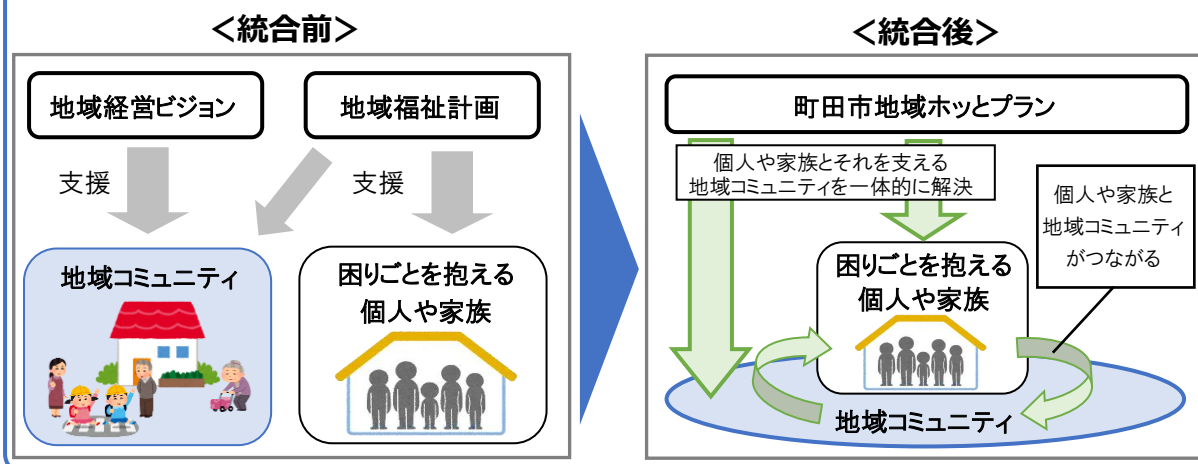 ＜統合前＞
地域経営ビジョン
地域福祉計画
支援
支援
地域コミュニティ
困りごとを抱える
個人や家族
＜統合後＞
町田市地域ホッとプラン
個人や家族とそれを支える
地域コミュニティを一体的に解決
個人や家族と
地域コミュニティ
がつながる
困りごとを抱える
個人や家族
地域コミュニティ